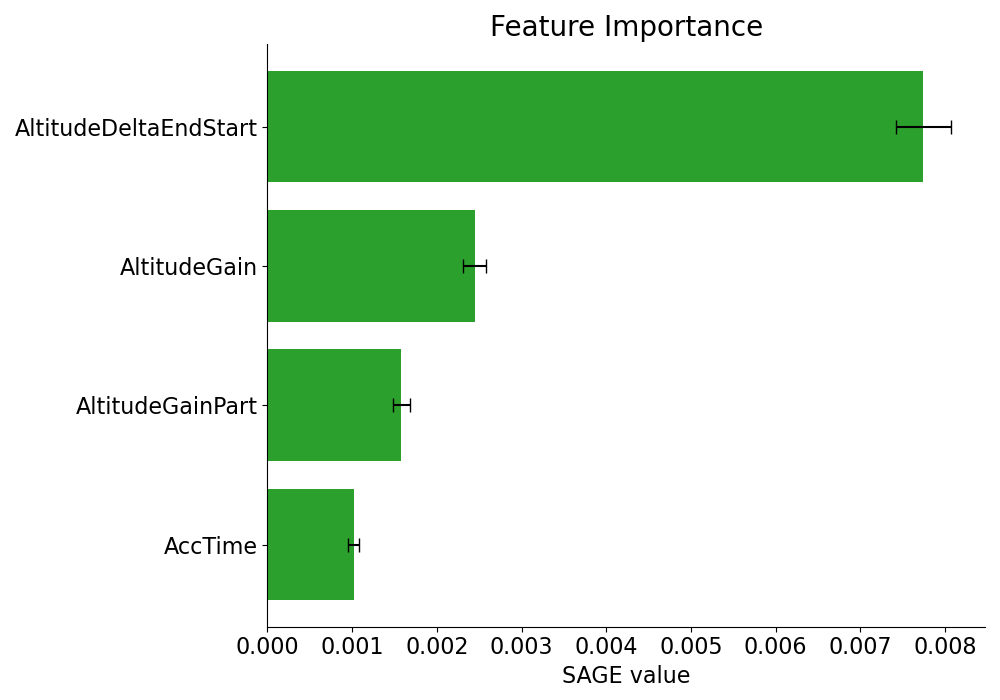 Feature Importance
AltitudeDeltaEndStart
AltitudeGain
AltitudeGainPart
AccTime
0.000 0.001 0.002 0.003 0.004 0.005 0.006 0.007 0.008
SAGE value